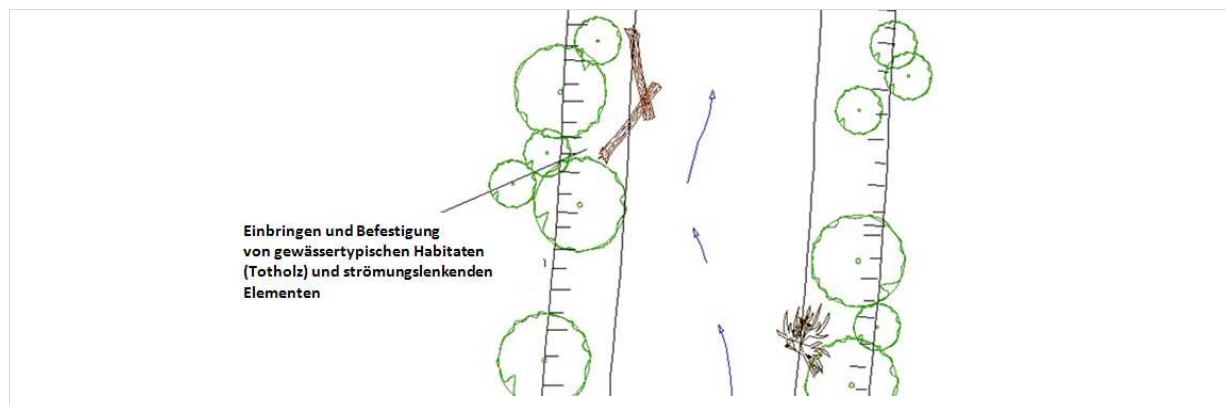 Einbringen und Befestigung
von gewässertypischen Habitaten
(Totholz) und strömungslenkenden
Elementen